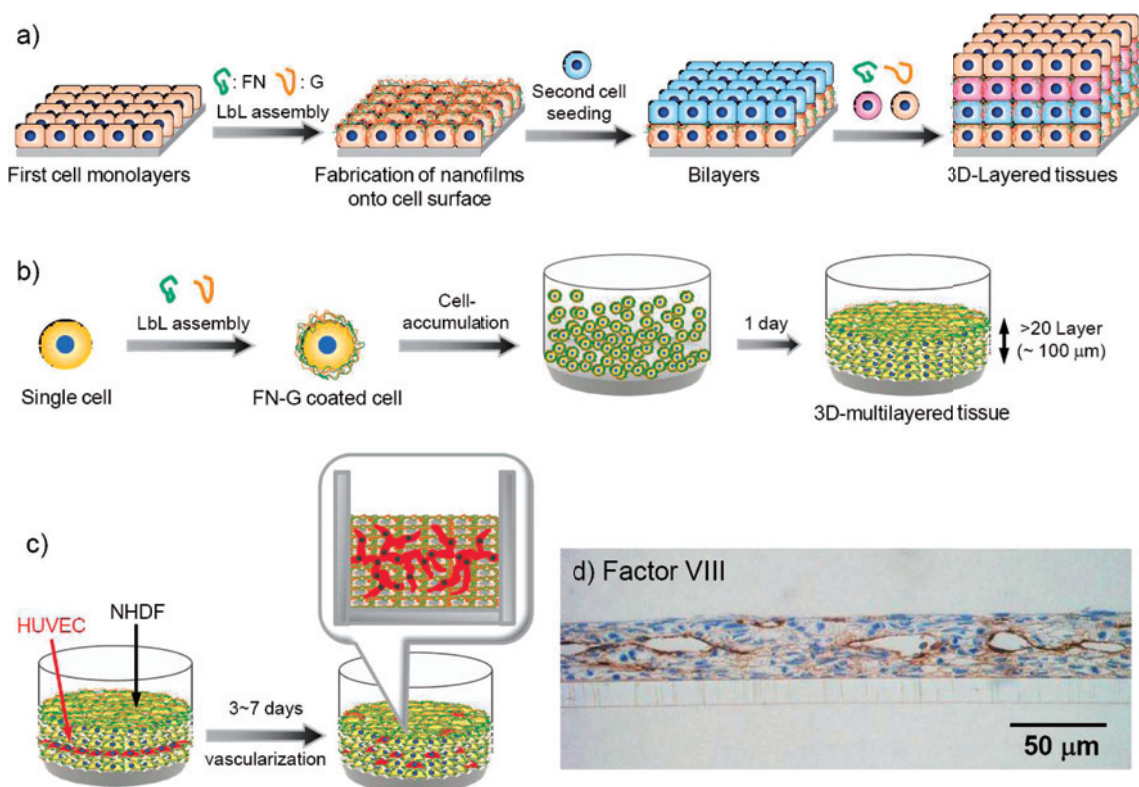 a)
: FN : G
LbL assembly
Second cell
seeding
First cell monolayers
Fabrication of nanofilms
onto cell surface
Bilayers
3D-Layered tissues
b)
LbL assembly
Cell-
accumulation
1 day
>20 Layer
(~ 100 μm)
Single cell
FN-G coated cell
3D-multilayered tissue
c)
HUVEC
NHDF
3~7 days
vascularization
d) Factor VIII
50 μm